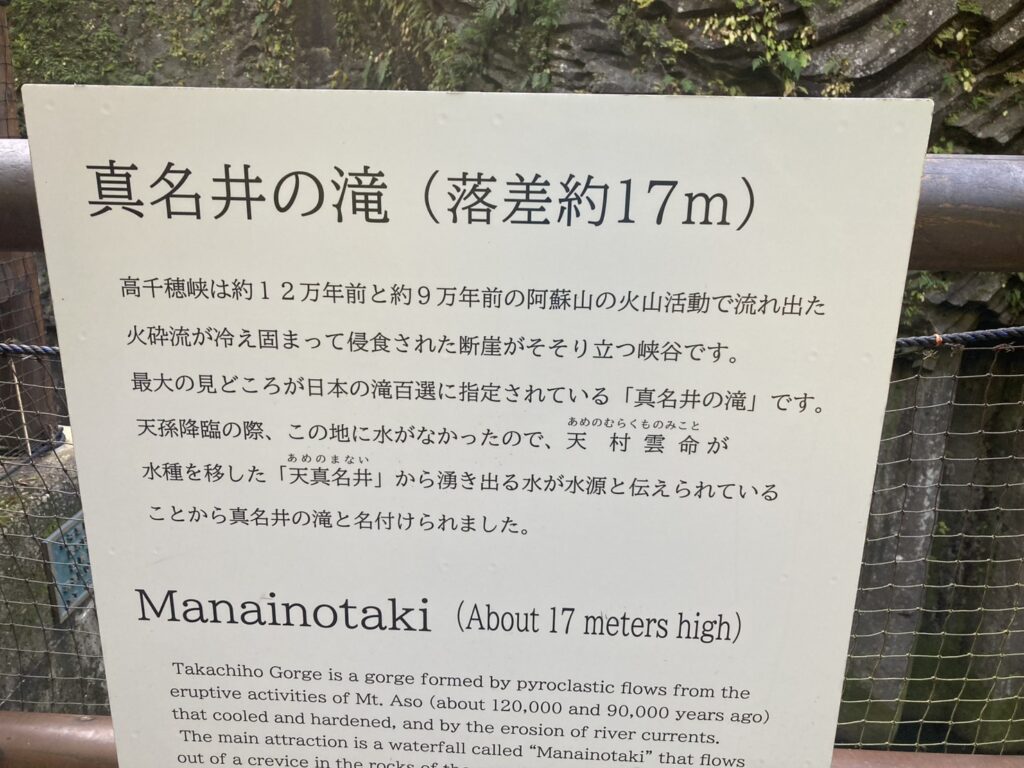 真名井の滝（落差約17m）
高千穂峡は約１２万年前と約９万年前の阿蘇山の火山活動で流れ出た
火砕流が冷え固まって侵食された断崖がそそり立つ峡谷です。
最大の見どころが日本の滝百選に指定されている「真名井の滝」です。
あめのむらくものみこと
天孫降臨の際、この地に水がなかったので、天村雲命が
あめのまない
水種を移した「天真名井」から湧き出る水が水源と伝えられている
ことから真名井の滝と名付けられました。
Manainotaki (About 17 meters high)
Takachiho Gorge is a gorge formed by pyroclastic flows from the
eruptive activities of Mt. Aso (about 120,000 and 90,000 years ago)
that cooled and hardened, and by the erosion of river currents.
The main attraction is a waterfall called “Manainotaki” that flows
out of a crevice in the rocks of